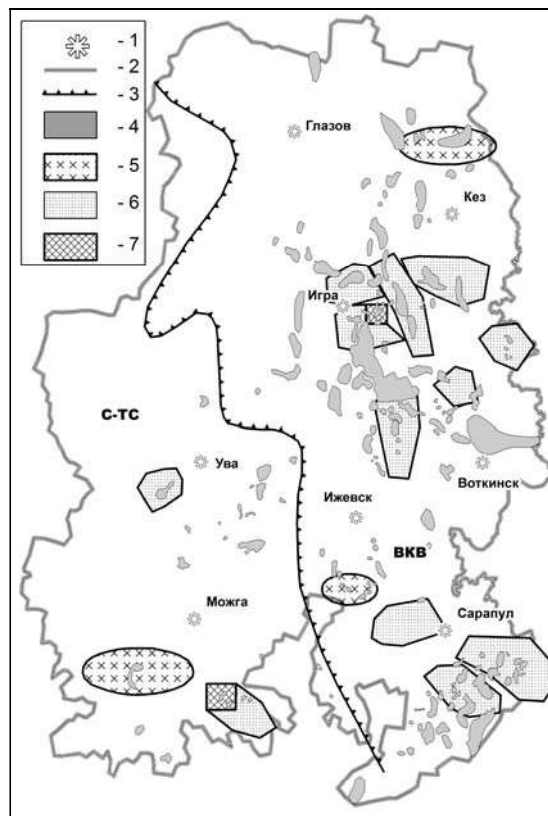 - 1
- 2
- 3
- 4
- 5
- 6
- 7
Глазов
Кез
Игра
С-ТС
Ува
Воткинск
Ижевск
ВКВ
Можга
Сарапул